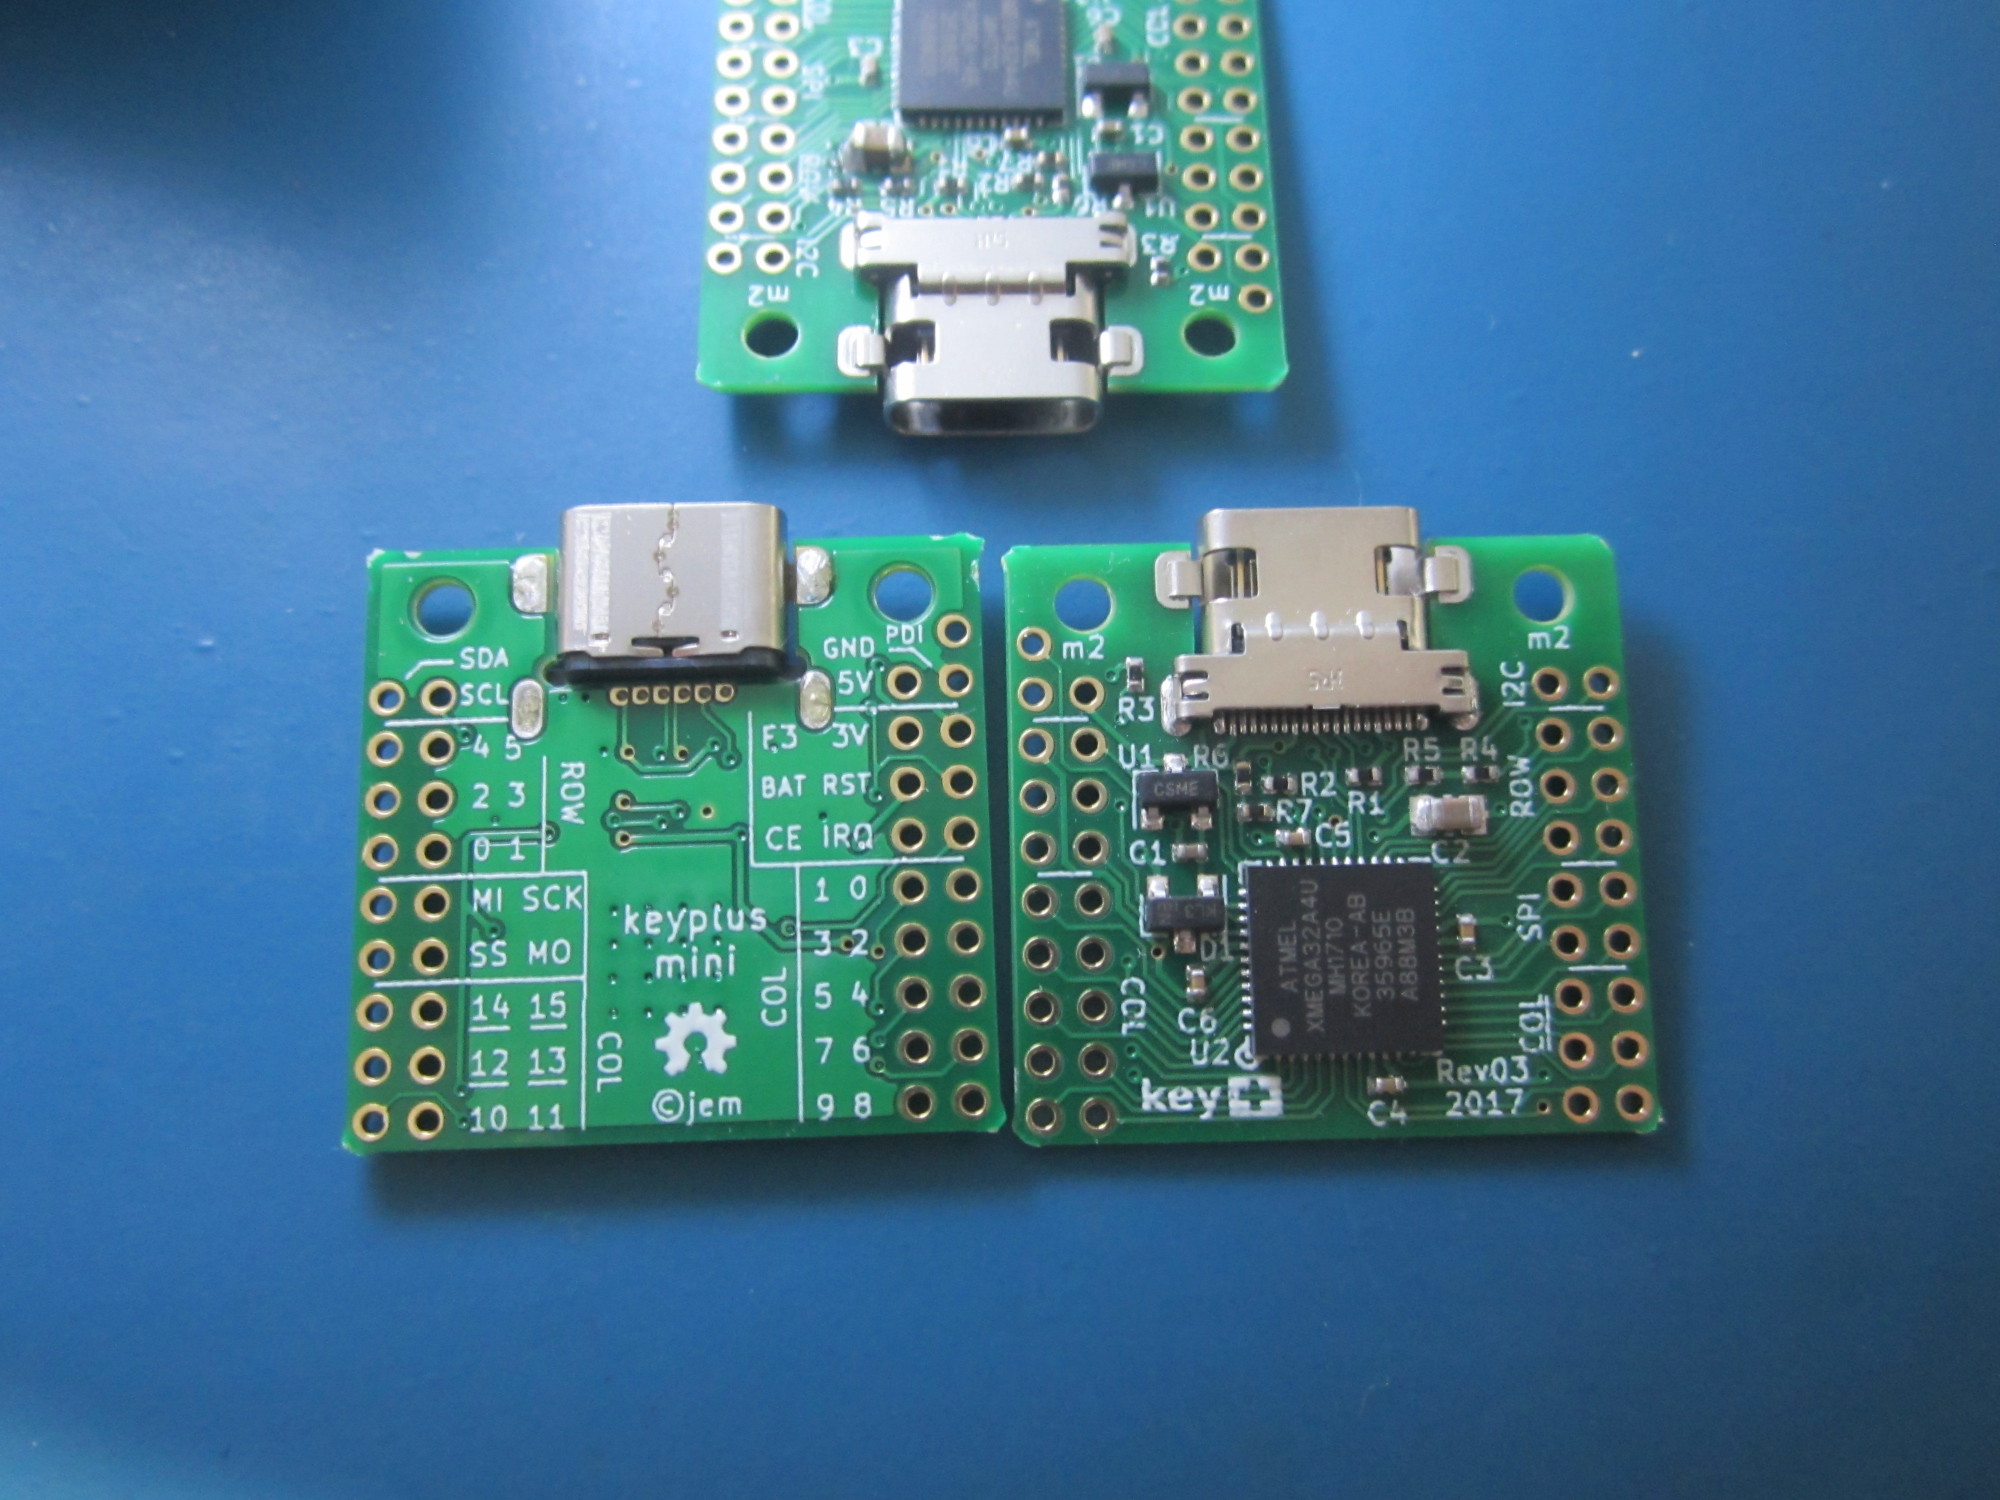 SPI
I2C
m2
m2
C1
U1
R3
SDA
SCL
4 5
2 3
0 1
ROW
MI SCK
SS MO
14 15
12 13
10 11
COL
keyplus
mini
©jem
PDI
GND
5V
F3 3V
BAT RST
CE IRQ
1 0
3 2
5 4
7 6
9 8
COL
m2
m2
I2C
R3
U1
R6
R5
R4
R2
R1
R7
C5
C1
C2
ROW
CSME
ATMEL
XMEGA32A4U
MH1710
KOREA-AB
35965E
A88M3B
D1
SPI
C3
COL
COL
C6
U2
key+
C4
Rev03
2017